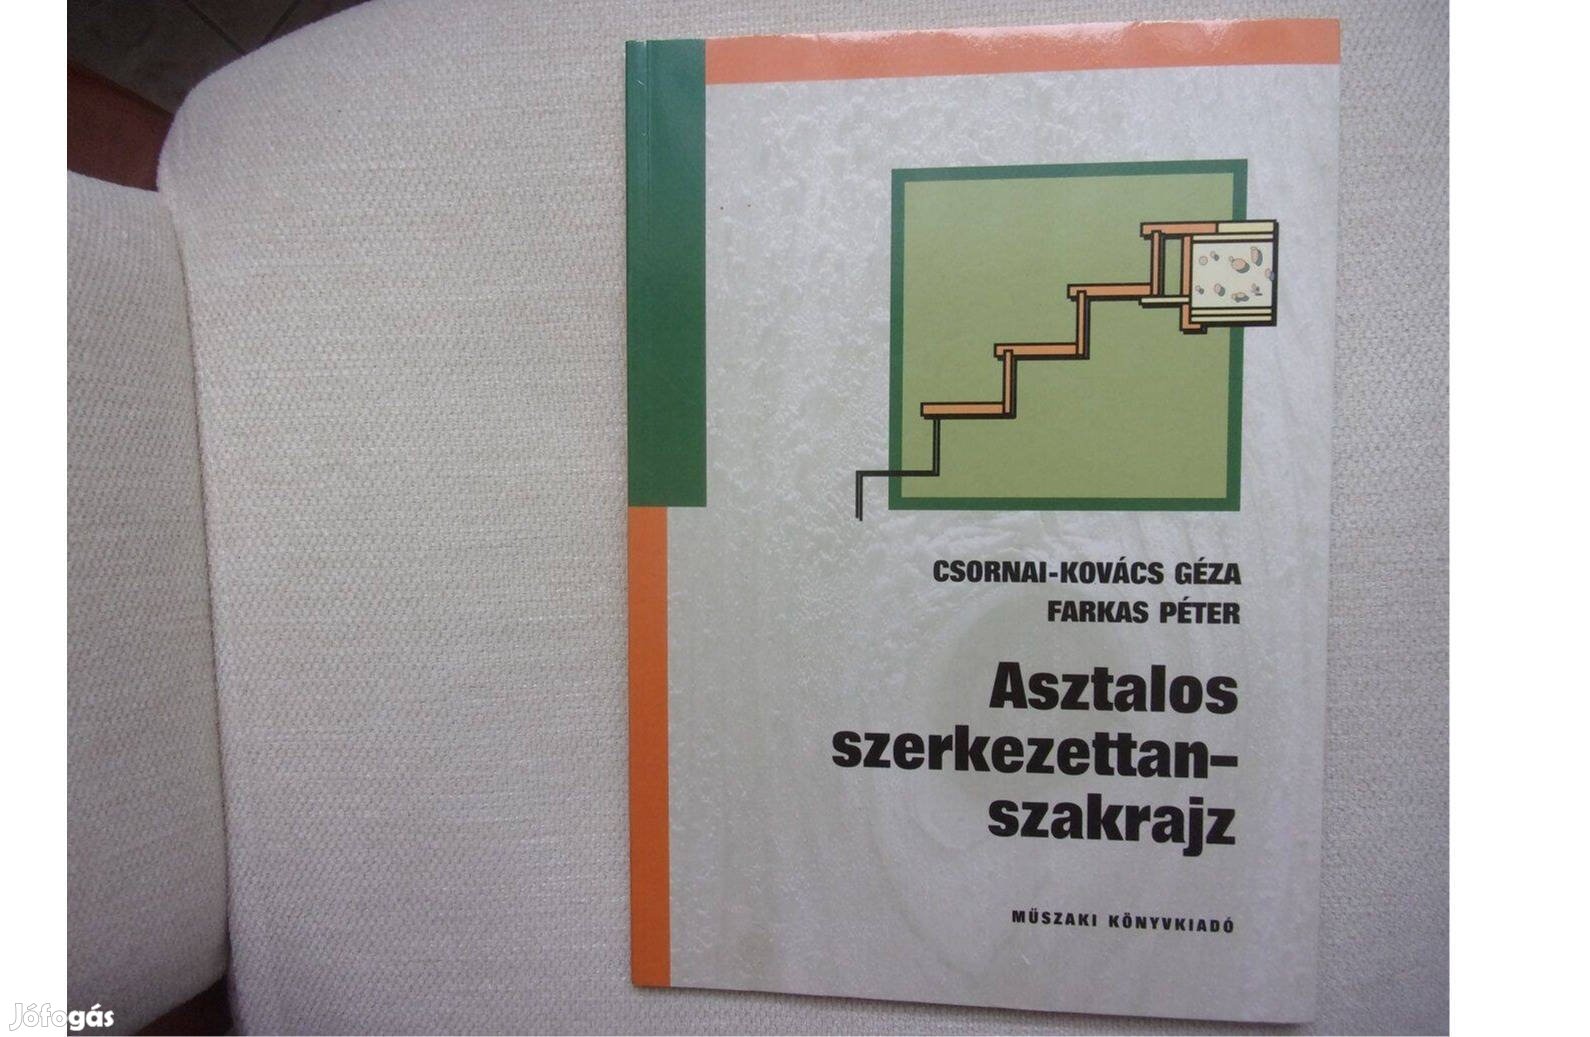 CSORNAI-KOVÁCS GÉZA
FARKAS PÉTER
Asztalos
szerkezettan–
szakrajz
MŰSZAKI KÖNYVKIADÓ
Jófogás